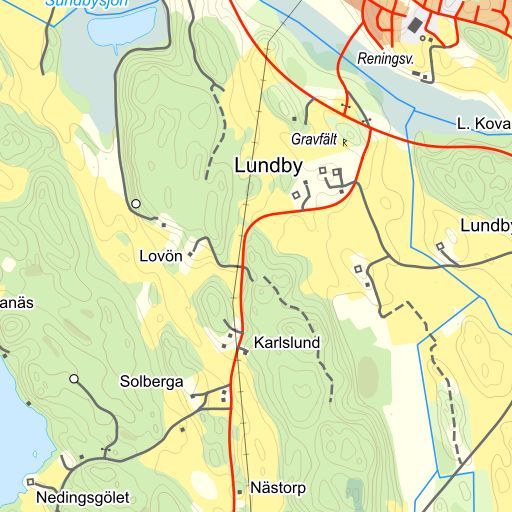 Sundbysjön
Reningsv.
L. Kova
Gravfält
Lundby
Lundby
Lovön
anäs
Karlslund
Solberga
Nästorp
Nedingsgölet